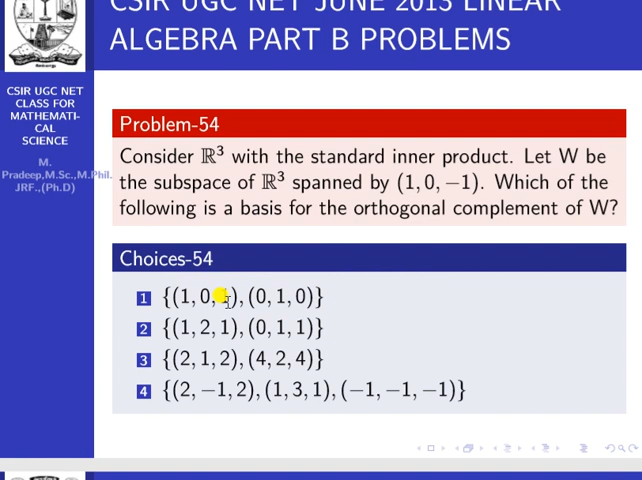 CSIR UGC NET JUNE 2013 LINEAR
ALGEBRA PART B PROBLEMS
CSIR UGC NET
CLASS FOR
MATHEMATI-
CAL
SCIENCE
M.
Pradeep,M.Sc.,M.Phil.
JRF.,(Ph.D)
Problem-54
Consider ℝ³ with the standard inner product. Let W be
the subspace of ℝ³ spanned by (1, 0, −1). Which of the
following is a basis for the orthogonal complement of W?
Choices-54
1 {(1, 0, ), (0, 1, 0)}
2 {(1, 2, 1), (0, 1, 1)}
3 {(2, 1, 2), (4, 2, 4)}
4 {(2, −1, 2), (1, 3, 1), (−1, −1, −1)}